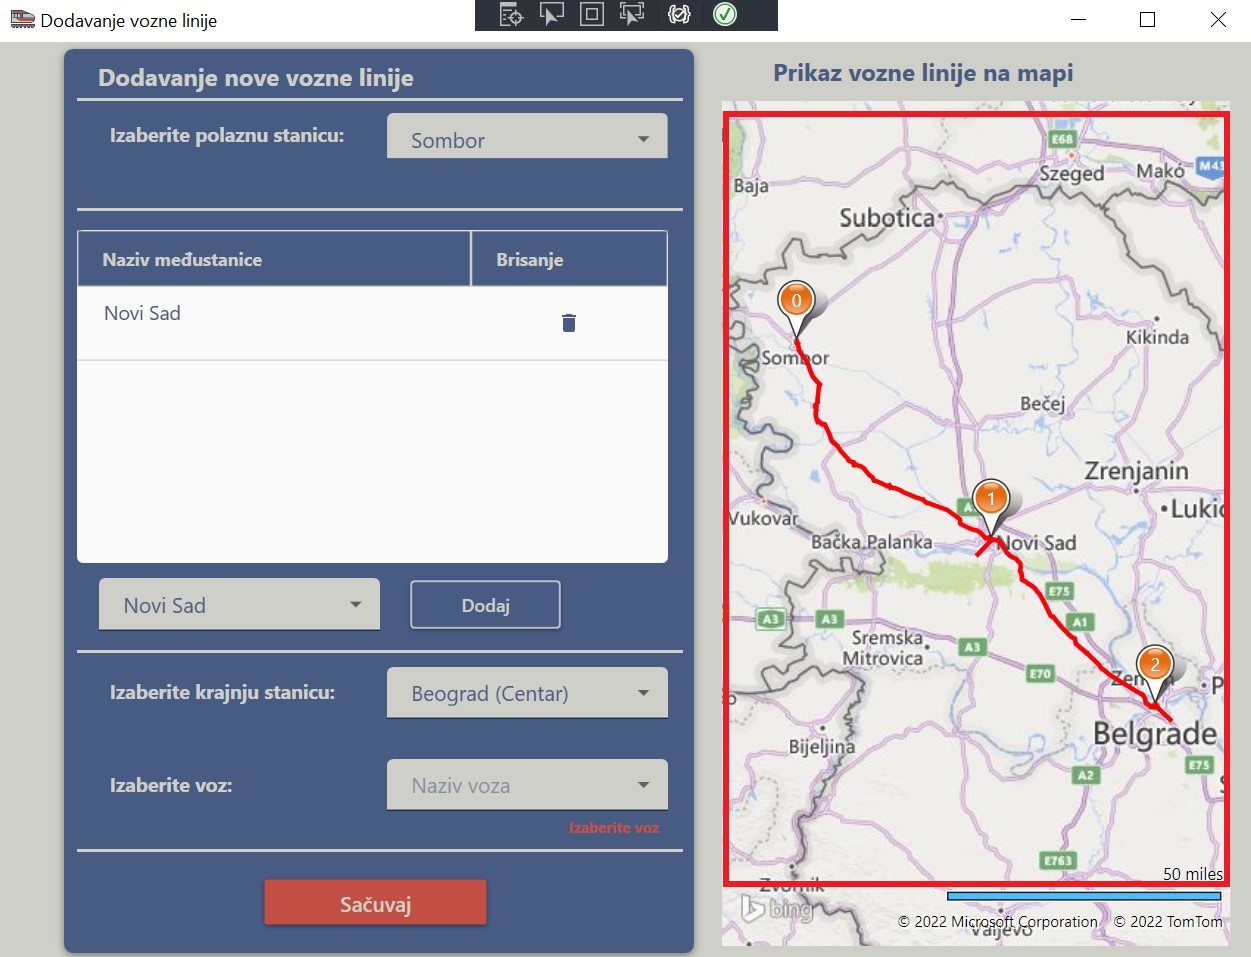 Dodavanje vozne linije
Dodavanje nove vozne linije
Izaberite polaznu stanicu:
Sombor
Naziv međustanice
Brisanje
Novi Sad
Novi Sad
Dodaj
Izaberite krajnju stanicu:
Beograd (Centar)
Izaberite voz:
Naziv voza
Izaberite voz
Sačuvaj
Prikaz vozne linije na mapi
E68
Szeged
Makó
M43
Baja
Subotica
0
Sombor
Kikinda
Bečej
Zrenjanin
1
Vukovar
Bačka Palanka
Novi Sad
E75
A3
A3
A1
Sremska
Mitrovica
A3
E70
2
Belgrade
Bijeljina
E75
A2
E763
50 miles
Zvornik
bing
© 2022 Microsoft Corporation © 2022 TomTom
Valjevo